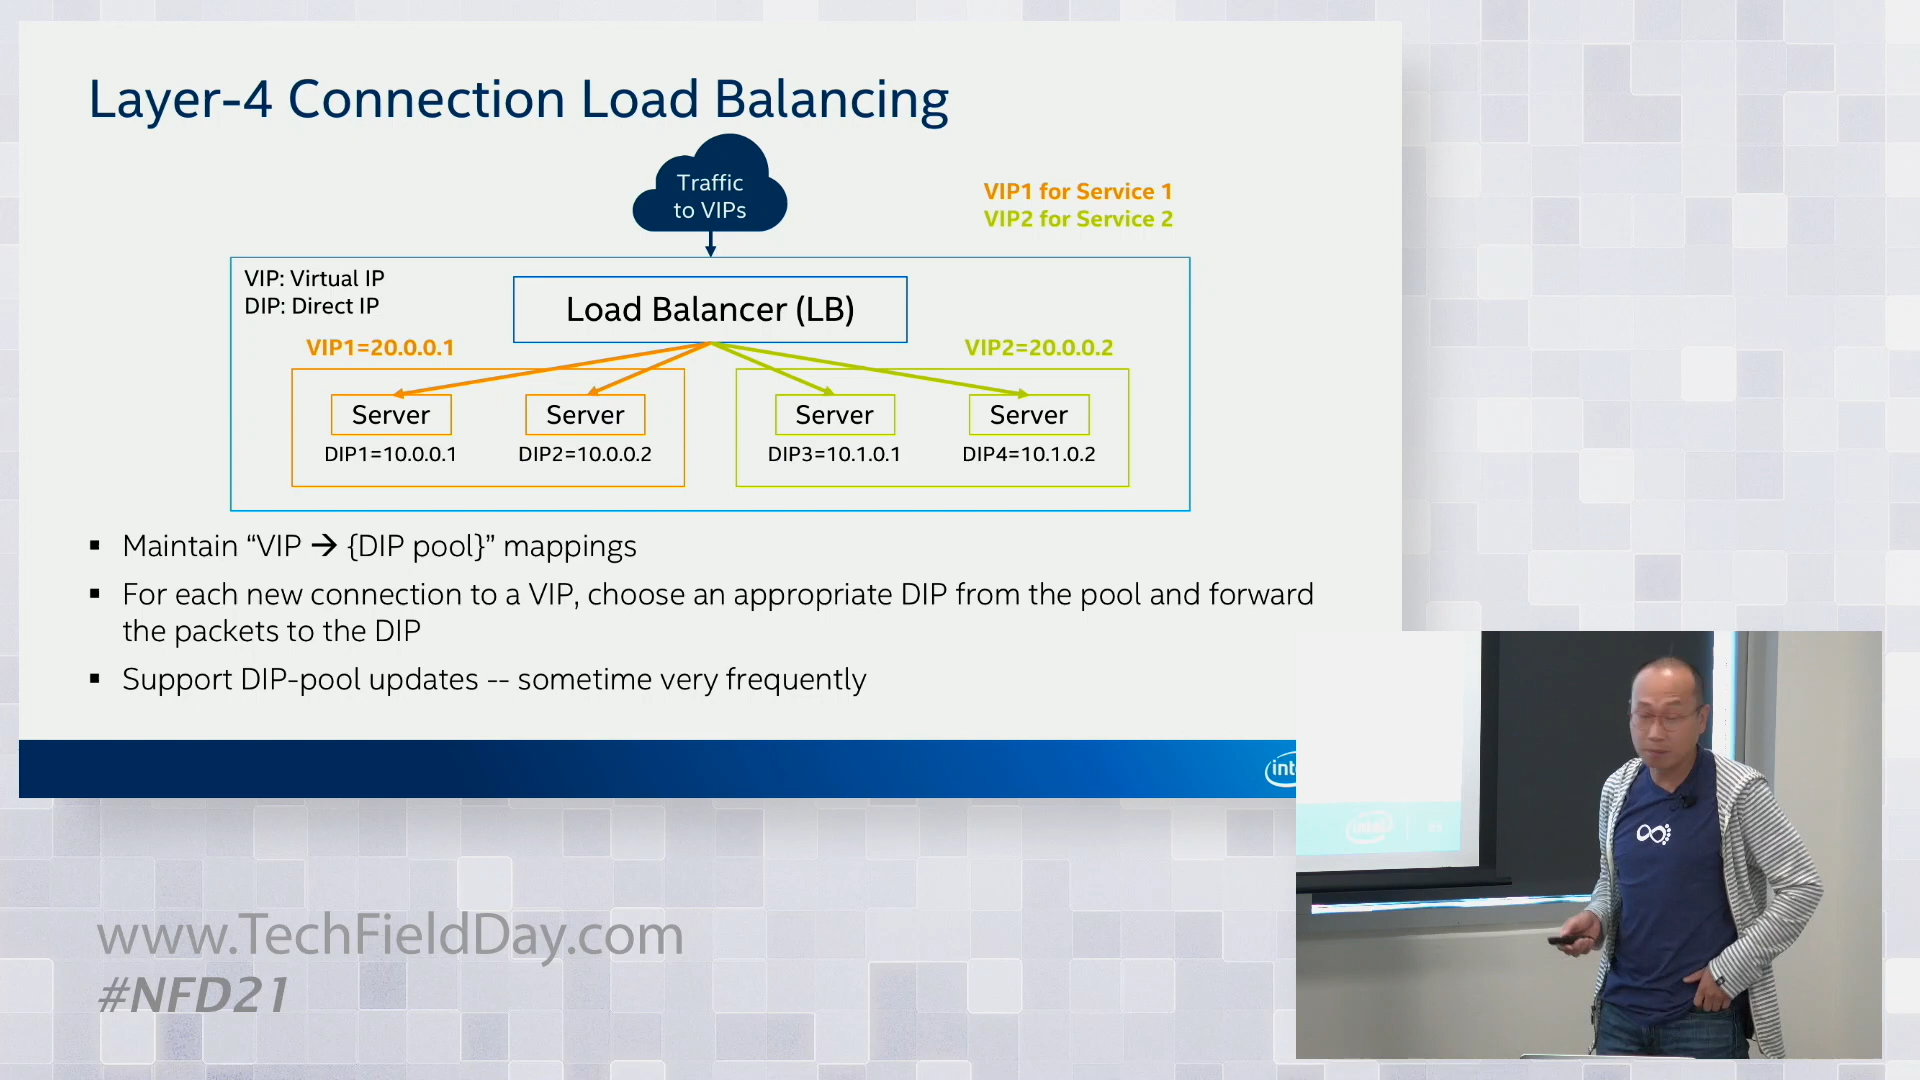 Layer-4 Connection Load Balancing
Traffic
to VIPs
VIP1 for Service 1
VIP2 for Service 2
VIP: Virtual IP
DIP: Direct IP
Load Balancer (LB)
VIP1=20.0.0.1
VIP2=20.0.0.2
Server
Server
Server
Server
DIP1=10.0.0.1
DIP2=10.0.0.2
DIP3=10.1.0.1
DIP4=10.1.0.2
▪ Maintain “VIP → {DIP pool}” mappings
▪ For each new connection to a VIP, choose an appropriate DIP from the pool and forward
the packets to the DIP
▪ Support DIP-pool updates -- sometime very frequently
inte
intel
www.TechFieldDay.com
#NFD21